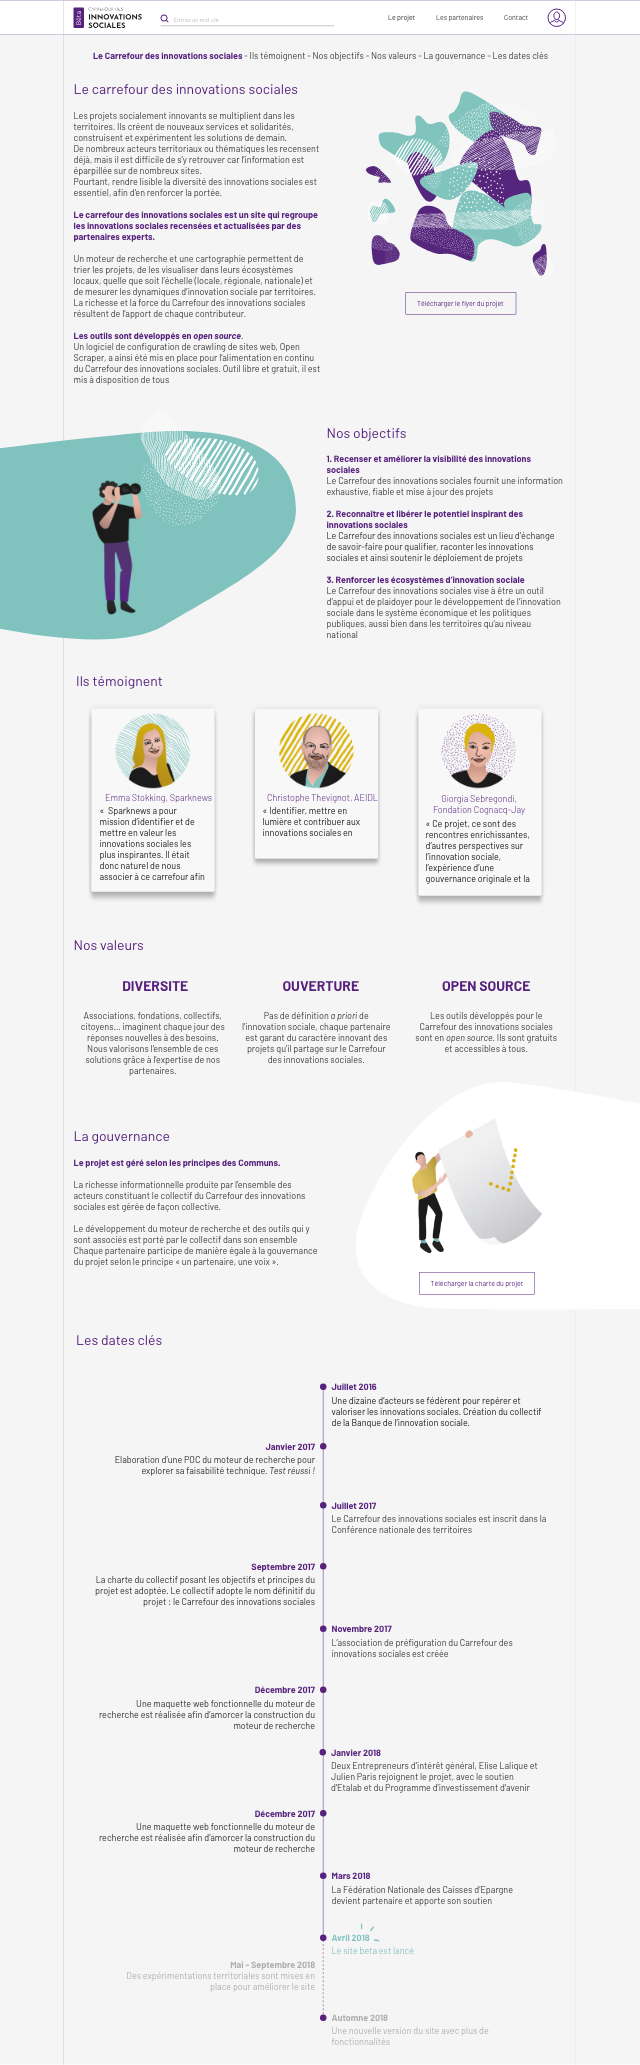 Bêta
CARREFOUR DES
INNOVATIONS
SOCIALES
Entrez un mot clé
Le projet
Les partenaires
Contact
Le Carrefour des innovations sociales - Ils témoignent - Nos objectifs - Nos valeurs - La gouvernance - Les dates clés
Le carrefour des innovations sociales
Les projets socialement innovants se multiplient dans les
territoires. Ils créent de nouveaux services et solidarités,
construisent et expérimentent les solutions de demain.
De nombreux acteurs territoriaux ou thématiques les recensent
déjà, mais il est difficile de s'y retrouver car l'information est
éparpillée sur de nombreux sites.
Pourtant, rendre lisible la diversité des innovations sociales est
essentiel, afin d'en renforcer la portée.
Le carrefour des innovations sociales est un site qui regroupe
les innovations sociales recensées et actualisées par des
partenaires experts.
Un moteur de recherche et une cartographie permettent de
trier les projets, de les visualiser dans leurs écosystèmes
locaux, quelle que soit l'échelle (locale, régionale, nationale) et
de mesurer les dynamiques d'innovation sociale par territoires.
La richesse et la force du Carrefour des innovations sociales
résultent de l'apport de chaque contributeur.
Les outils sont développés en open source.
Un logiciel de configuration de crawling de sites web, Open
Scraper, a ainsi été mis en place pour l'alimentation en continu
du Carrefour des innovations sociales. Outil libre et gratuit, il est
mis à disposition de tous
Télécharger le flyer du projet
Nos objectifs
1. Recenser et améliorer la visibilité des innovations
sociales
Le Carrefour des innovations sociales fournit une information
exhaustive, fiable et mise à jour des projets
2. Reconnaître et libérer le potentiel inspirant des
innovations sociales
Le Carrefour des innovations sociales est un lieu d'échange
de savoir-faire pour qualifier, raconter les innovations
sociales et ainsi soutenir le déploiement de projets
3. Renforcer les écosystèmes d'innovation sociale
Le Carrefour des innovations sociales vise à être un outil
d'appui et de plaidoyer pour le développement de l'innovation
sociale dans le système économique et les politiques
publiques, aussi bien dans les territoires qu'au niveau
national
Ils témoignent
Emma Stokking, Sparknews
« Sparknews a pour
mission d'identifier et de
mettre en valeur les
innovations sociales les
plus inspirantes. Il était
donc naturel de nous
associer à ce carrefour afin
Christophe Thevignot, AEIDL
« Identifier, mettre en
lumière et contribuer aux
innovations sociales en
Giorgia Sebregondi,
Fondation Cognacq-Jay
« Ce projet, ce sont des
rencontres enrichissantes,
d'autres perspectives sur
l'innovation sociale,
l'expérience d'une
gouvernance originale et la
Nos valeurs
DIVERSITE
Associations, fondations, collectifs,
citoyens... imaginent chaque jour des
réponses nouvelles à des besoins.
Nous valorisons l'ensemble de ces
solutions grâce à l'expertise de nos
partenaires.
OUVERTURE
Pas de définition a priori de
l'innovation sociale, chaque partenaire
est garant du caractère innovant des
projets qu'il partage sur le Carrefour
des innovations sociales.
OPEN SOURCE
Les outils développés pour le
Carrefour des innovations sociales
sont en open source. Ils sont gratuits
et accessibles à tous.
La gouvernance
Le projet est géré selon les principes des Communs.
La richesse informationnelle produite par l'ensemble des
acteurs constituant le collectif du Carrefour des innovations
sociales est gérée de façon collective.
Le développement du moteur de recherche et des outils qui y
sont associés est porté par le collectif dans son ensemble
Chaque partenaire participe de manière égale à la gouvernance
du projet selon le principe « un partenaire, une voix ».
Télécharger la charte du projet
Les dates clés
Juillet 2016
Une dizaine d'acteurs se fédèrent pour repérer et
valoriser les innovations sociales. Création du collectif
de la Banque de l'innovation sociale.
Janvier 2017
Elaboration d'une POC du moteur de recherche pour
explorer sa faisabilité technique. Test réussi !
Juillet 2017
Le Carrefour des innovations sociales est inscrit dans la
Conférence nationale des territoires
Septembre 2017
La charte du collectif posant les objectifs et principes du
projet est adoptée. Le collectif adopte le nom définitif du
projet : le Carrefour des innovations sociales
Novembre 2017
L'association de préfiguration du Carrefour des
innovations sociales est créée
Décembre 2017
Une maquette web fonctionnelle du moteur de
recherche est réalisée afin d'amorcer la construction du
moteur de recherche
Janvier 2018
Deux Entrepreneurs d'intérêt général, Elise Lalique et
Julien Paris rejoignent le projet, avec le soutien
d'Etalab et du Programme d'investissement d'avenir
Décembre 2017
Une maquette web fonctionnelle du moteur de
recherche est réalisée afin d'amorcer la construction du
moteur de recherche
Mars 2018
La Fédération Nationale des Caisses d'Epargne
devient partenaire et apporte son soutien
Avril 2018
Le site beta est lancé
Mai - Septembre 2018
Des expérimentations territoriales sont mises en
place pour améliorer le site
Automne 2018
Une nouvelle version du site avec plus de
fonctionnalités